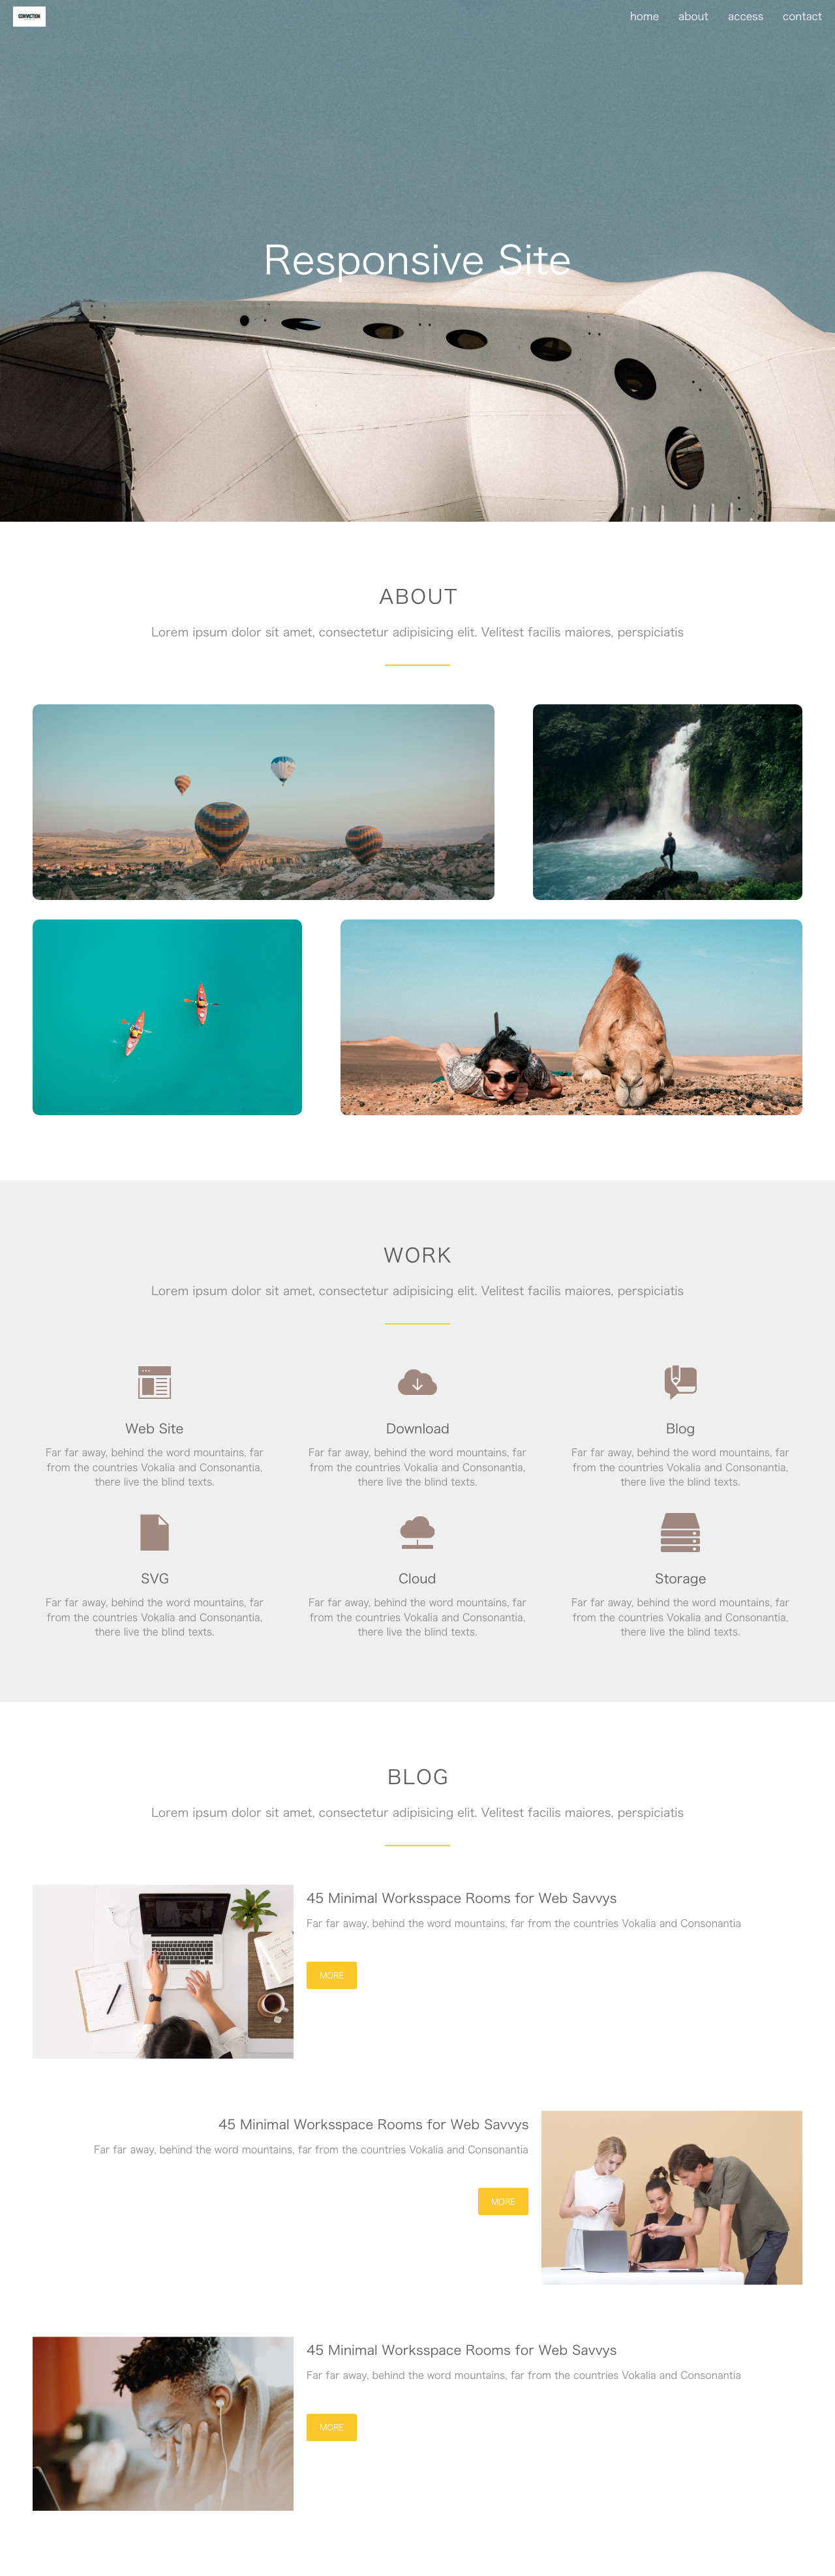 CONVICTION
home about access contact
Responsive Site
ABOUT
Lorem ipsum dolor sit amet, consectetur adipisicing elit. Velitest facilis maiores, perspiciatis
WORK
Lorem ipsum dolor sit amet, consectetur adipisicing elit. Velitest facilis maiores, perspiciatis
Web Site
Far far away, behind the word mountains, far
from the countries Vokalia and Consonantia,
there live the blind texts.
Download
Far far away, behind the word mountains, far
from the countries Vokalia and Consonantia,
there live the blind texts.
Blog
Far far away, behind the word mountains, far
from the countries Vokalia and Consonantia,
there live the blind texts.
SVG
Far far away, behind the word mountains, far
from the countries Vokalia and Consonantia,
there live the blind texts.
Cloud
Far far away, behind the word mountains, far
from the countries Vokalia and Consonantia,
there live the blind texts.
Storage
Far far away, behind the word mountains, far
from the countries Vokalia and Consonantia,
there live the blind texts.
BLOG
Lorem ipsum dolor sit amet, consectetur adipisicing elit. Velitest facilis maiores, perspiciatis
45 Minimal Worksspace Rooms for Web Savvys
Far far away, behind the word mountains, far from the countries Vokalia and Consonantia
MORE
45 Minimal Worksspace Rooms for Web Savvys
Far far away, behind the word mountains, far from the countries Vokalia and Consonantia
MORE
45 Minimal Worksspace Rooms for Web Savvys
Far far away, behind the word mountains, far from the countries Vokalia and Consonantia
MORE